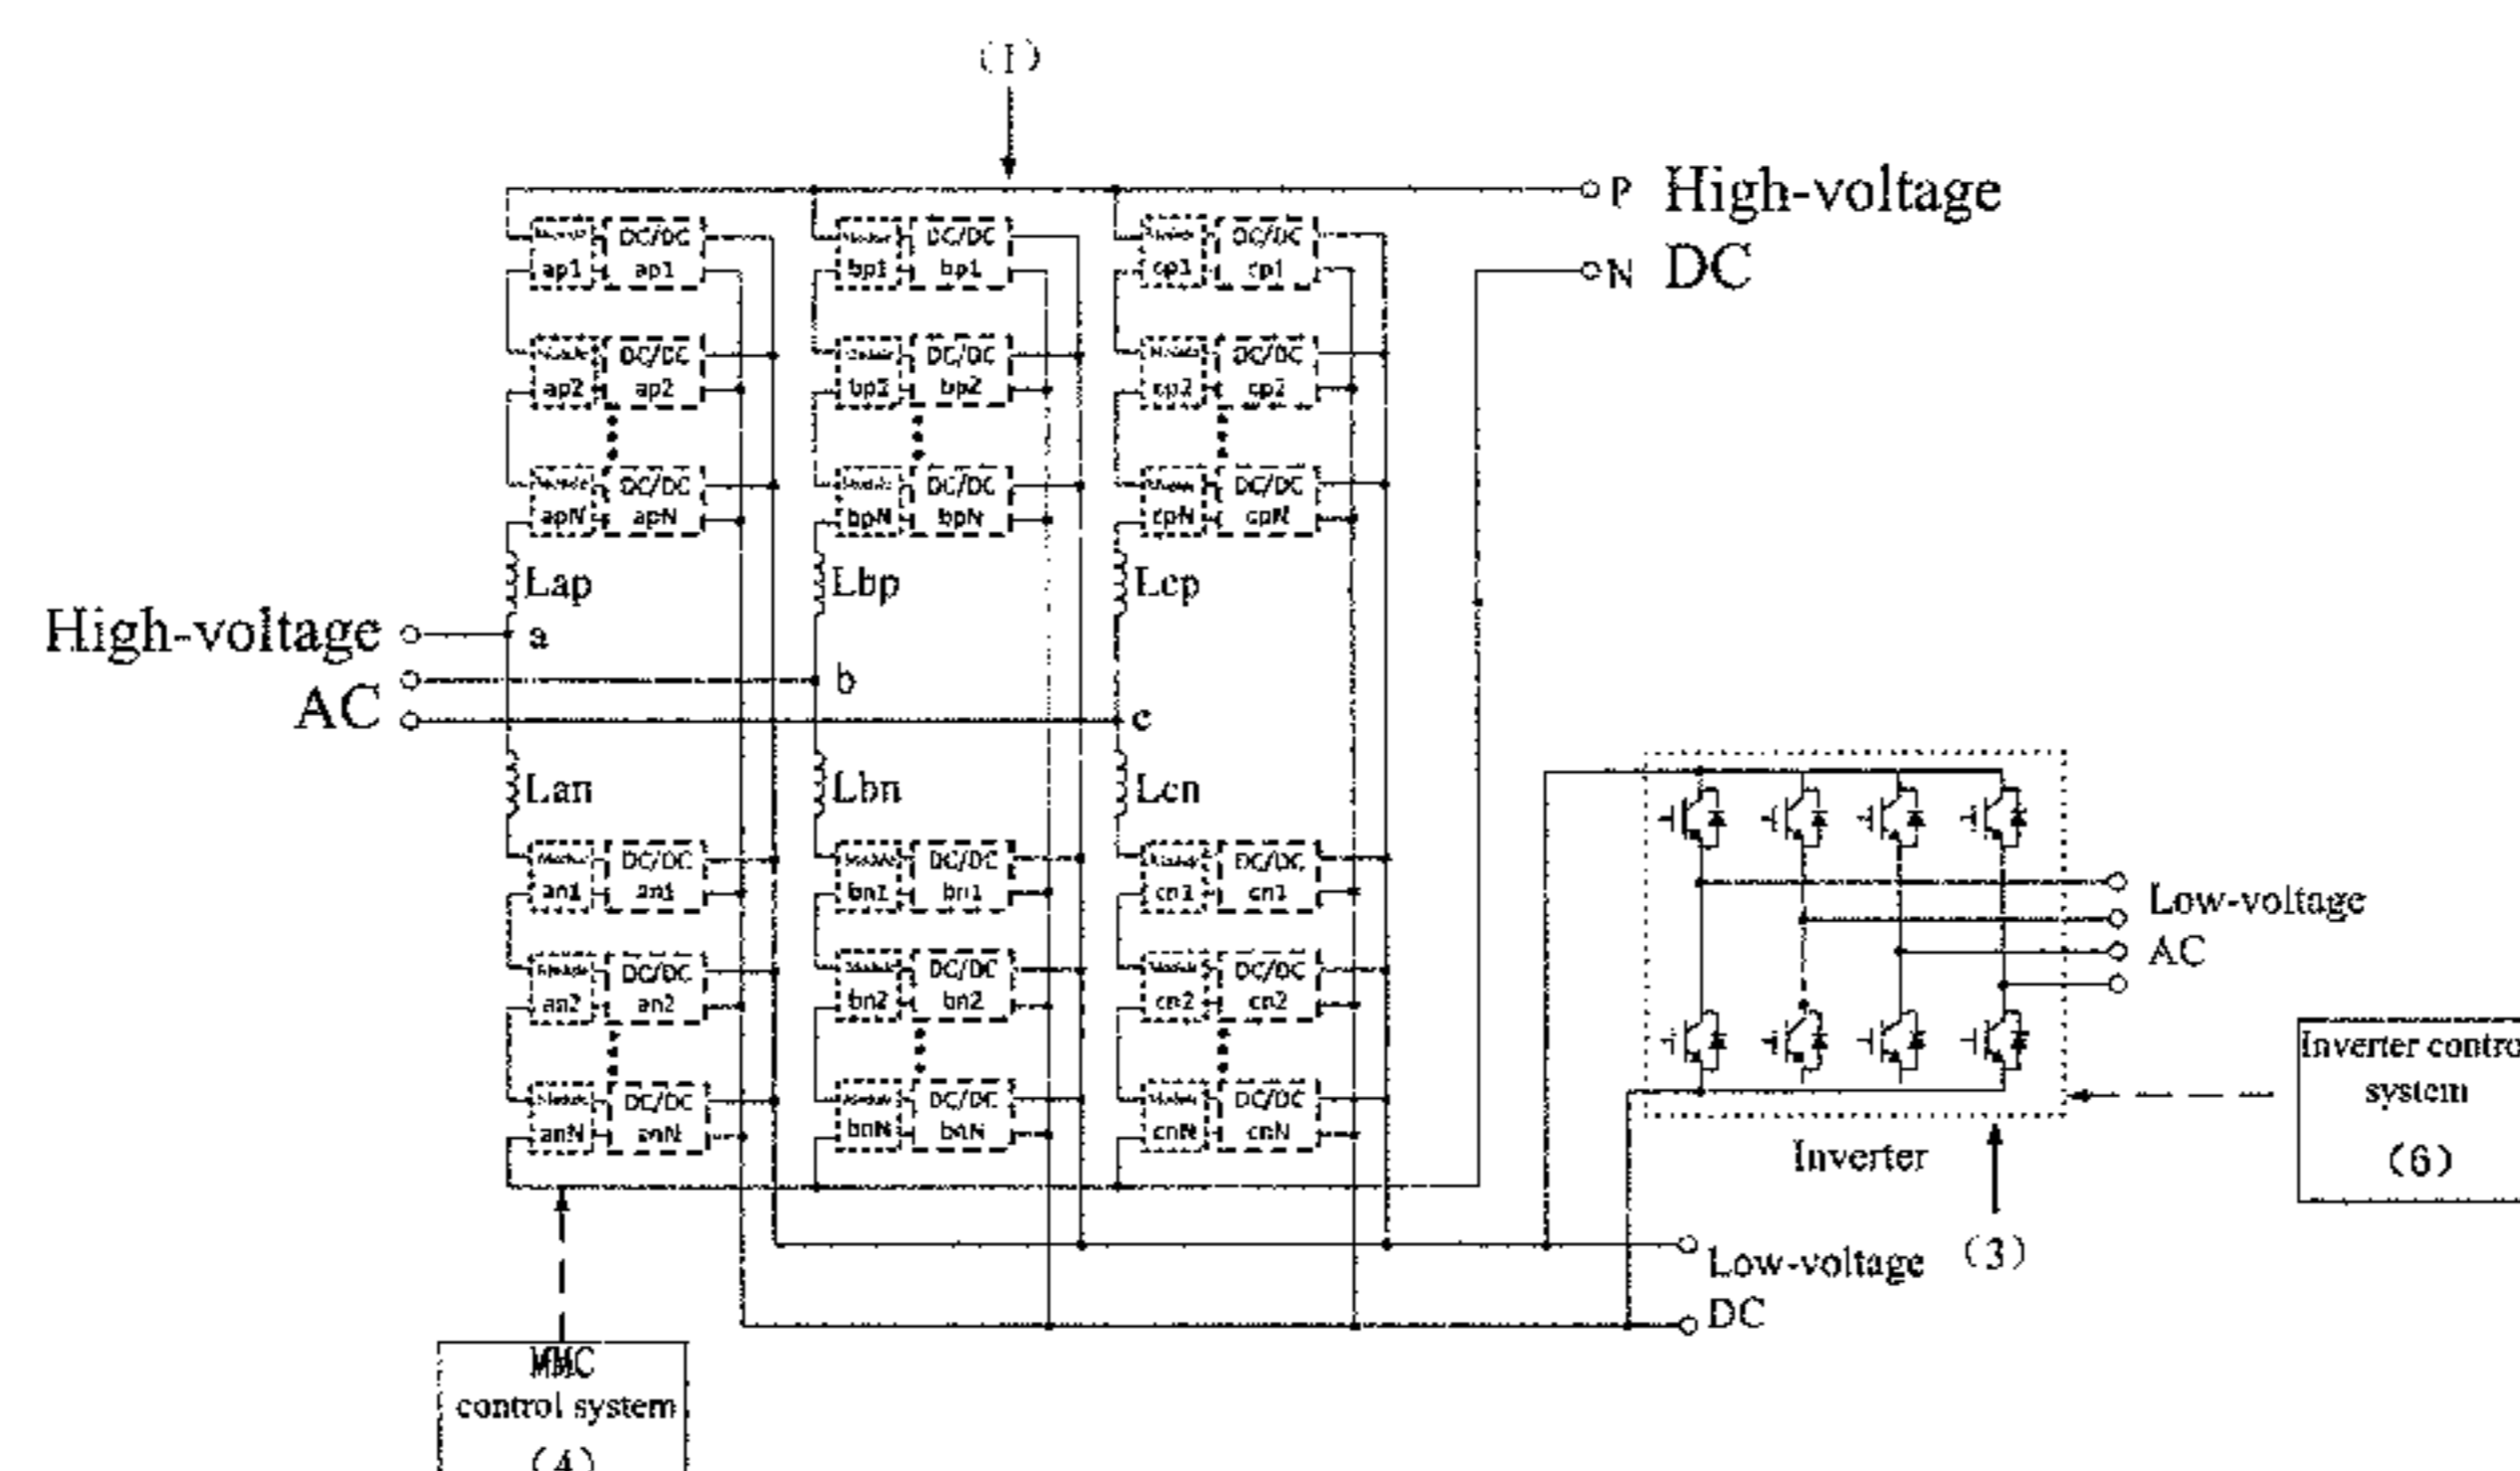 (1)
P High-voltage
N DC
DC/DC DC/DC DC/DC
ap1 ap1 bp1 bp1 cp1 cp1
DC/DC DC/DC DC/DC
ap2 ap2 bp2 bp2 cp2 cp2
DC/DC DC/DC DC/DC
apN apN bpN bpN cpN cpN
Lap Lbp Lcp
High-voltage a
b
AC c
Lan Lbn Lcn
DC/DC DC/DC DC/DC
an1 an1 bn1 bn1 cn1 cn1
DC/DC DC/DC DC/DC
an2 an2 bn2 bn2 cn2 cn2
DC/DC DC/DC DC/DC
anN anN bnN bnN cnN cnN
Low-voltage
AC
Inverter contro
system
(6)
Inverter
(3)
Low-voltage
DC
MMC
control system
(4)